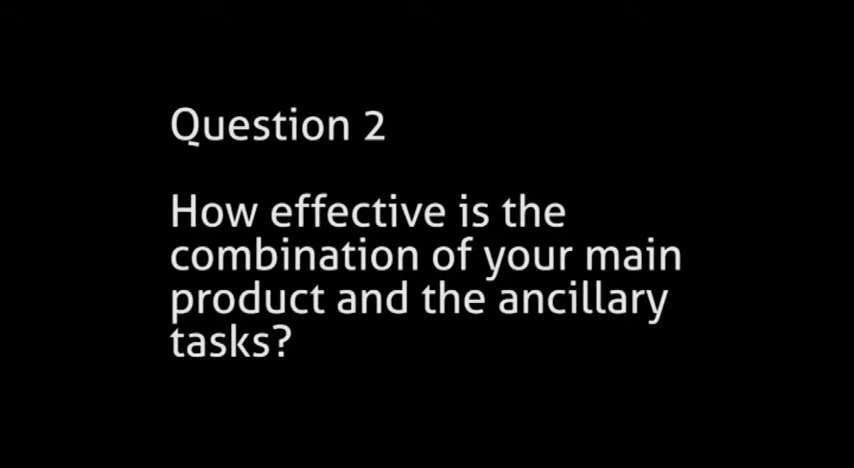 Question 2
How effective is the
combination of your main
product and the ancillary
tasks?